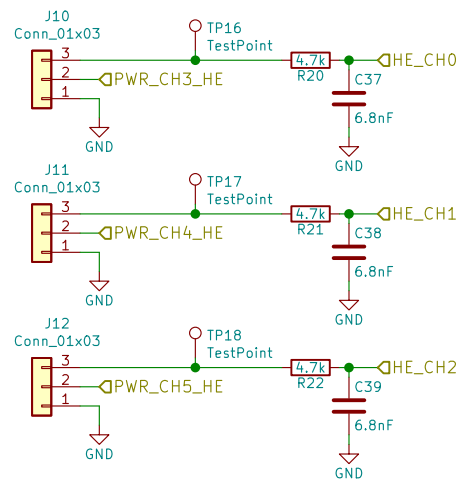 J10
Conn_01x03
3
2
1
PWR_CH3_HE
GND
TP16
TestPoint
4.7k
R20
HE_CH0
C37
6.8nF
GND
J11
Conn_01x03
3
2
1
PWR_CH4_HE
GND
TP17
TestPoint
4.7k
R21
HE_CH1
C38
6.8nF
GND
J12
Conn_01x03
3
2
1
PWR_CH5_HE
GND
TP18
TestPoint
4.7k
R22
HE_CH2
C39
6.8nF
GND